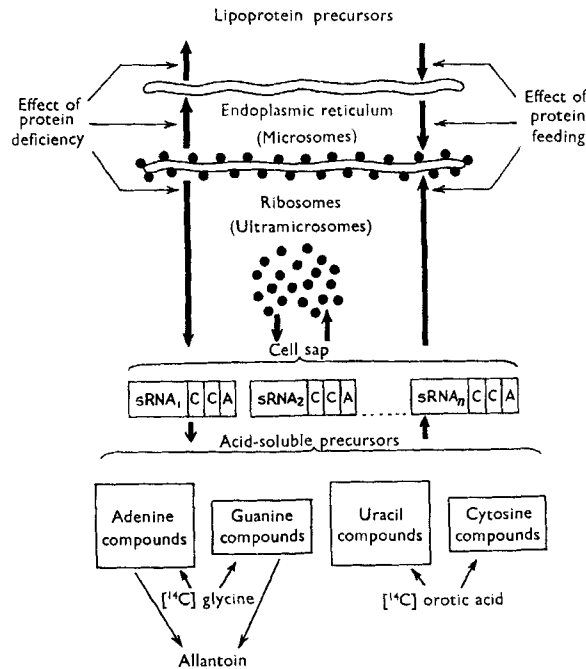 Lipoprotein precursors
Effect of
protein
deficiency
Endoplasmic reticulum
(Microsomes)
Effect of
protein
feeding
Ribosomes
(Ultramicrosomes)
Cell sap
sRNA₁ C C A
sRNA₂ C C A
........
sRNAₙ C C A
Acid-soluble precursors
Adenine
compounds
Guanine
compounds
Uracil
compounds
Cytosine
compounds
[¹⁴C] glycine
[¹⁴C] orotic acid
Allantoin